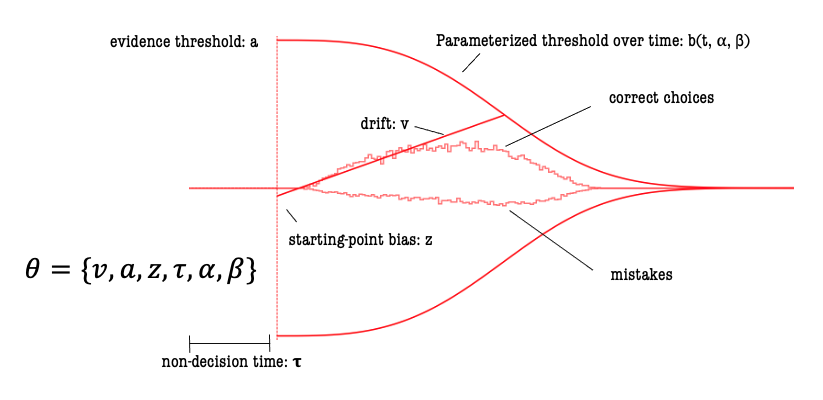 evidence threshold: a
Parameterized threshold over time: b(t, α, β)
correct choices
drift: v
starting-point bias: z
θ = {v, a, z, τ, α, β}
mistakes
non-decision time: τ